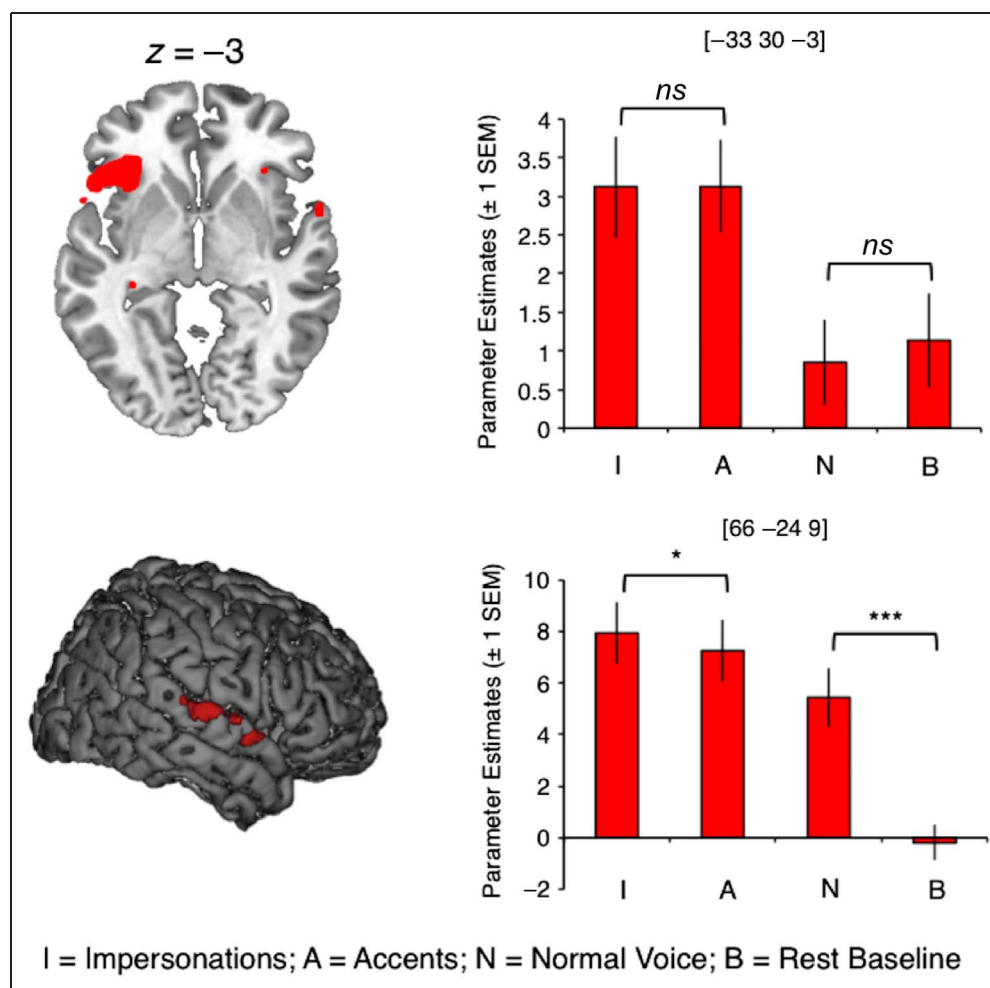 z = −3
[−33 30 −3]
ns
ns
Parameter Estimates (± 1 SEM)
4
3.5
3
2.5
2
1.5
1
0.5
0
I A N B
[66 −24 9]
*
***
Parameter Estimates (± 1 SEM)
10
8
6
4
2
0
−2
I A N B
I = Impersonations; A = Accents; N = Normal Voice; B = Rest Baseline